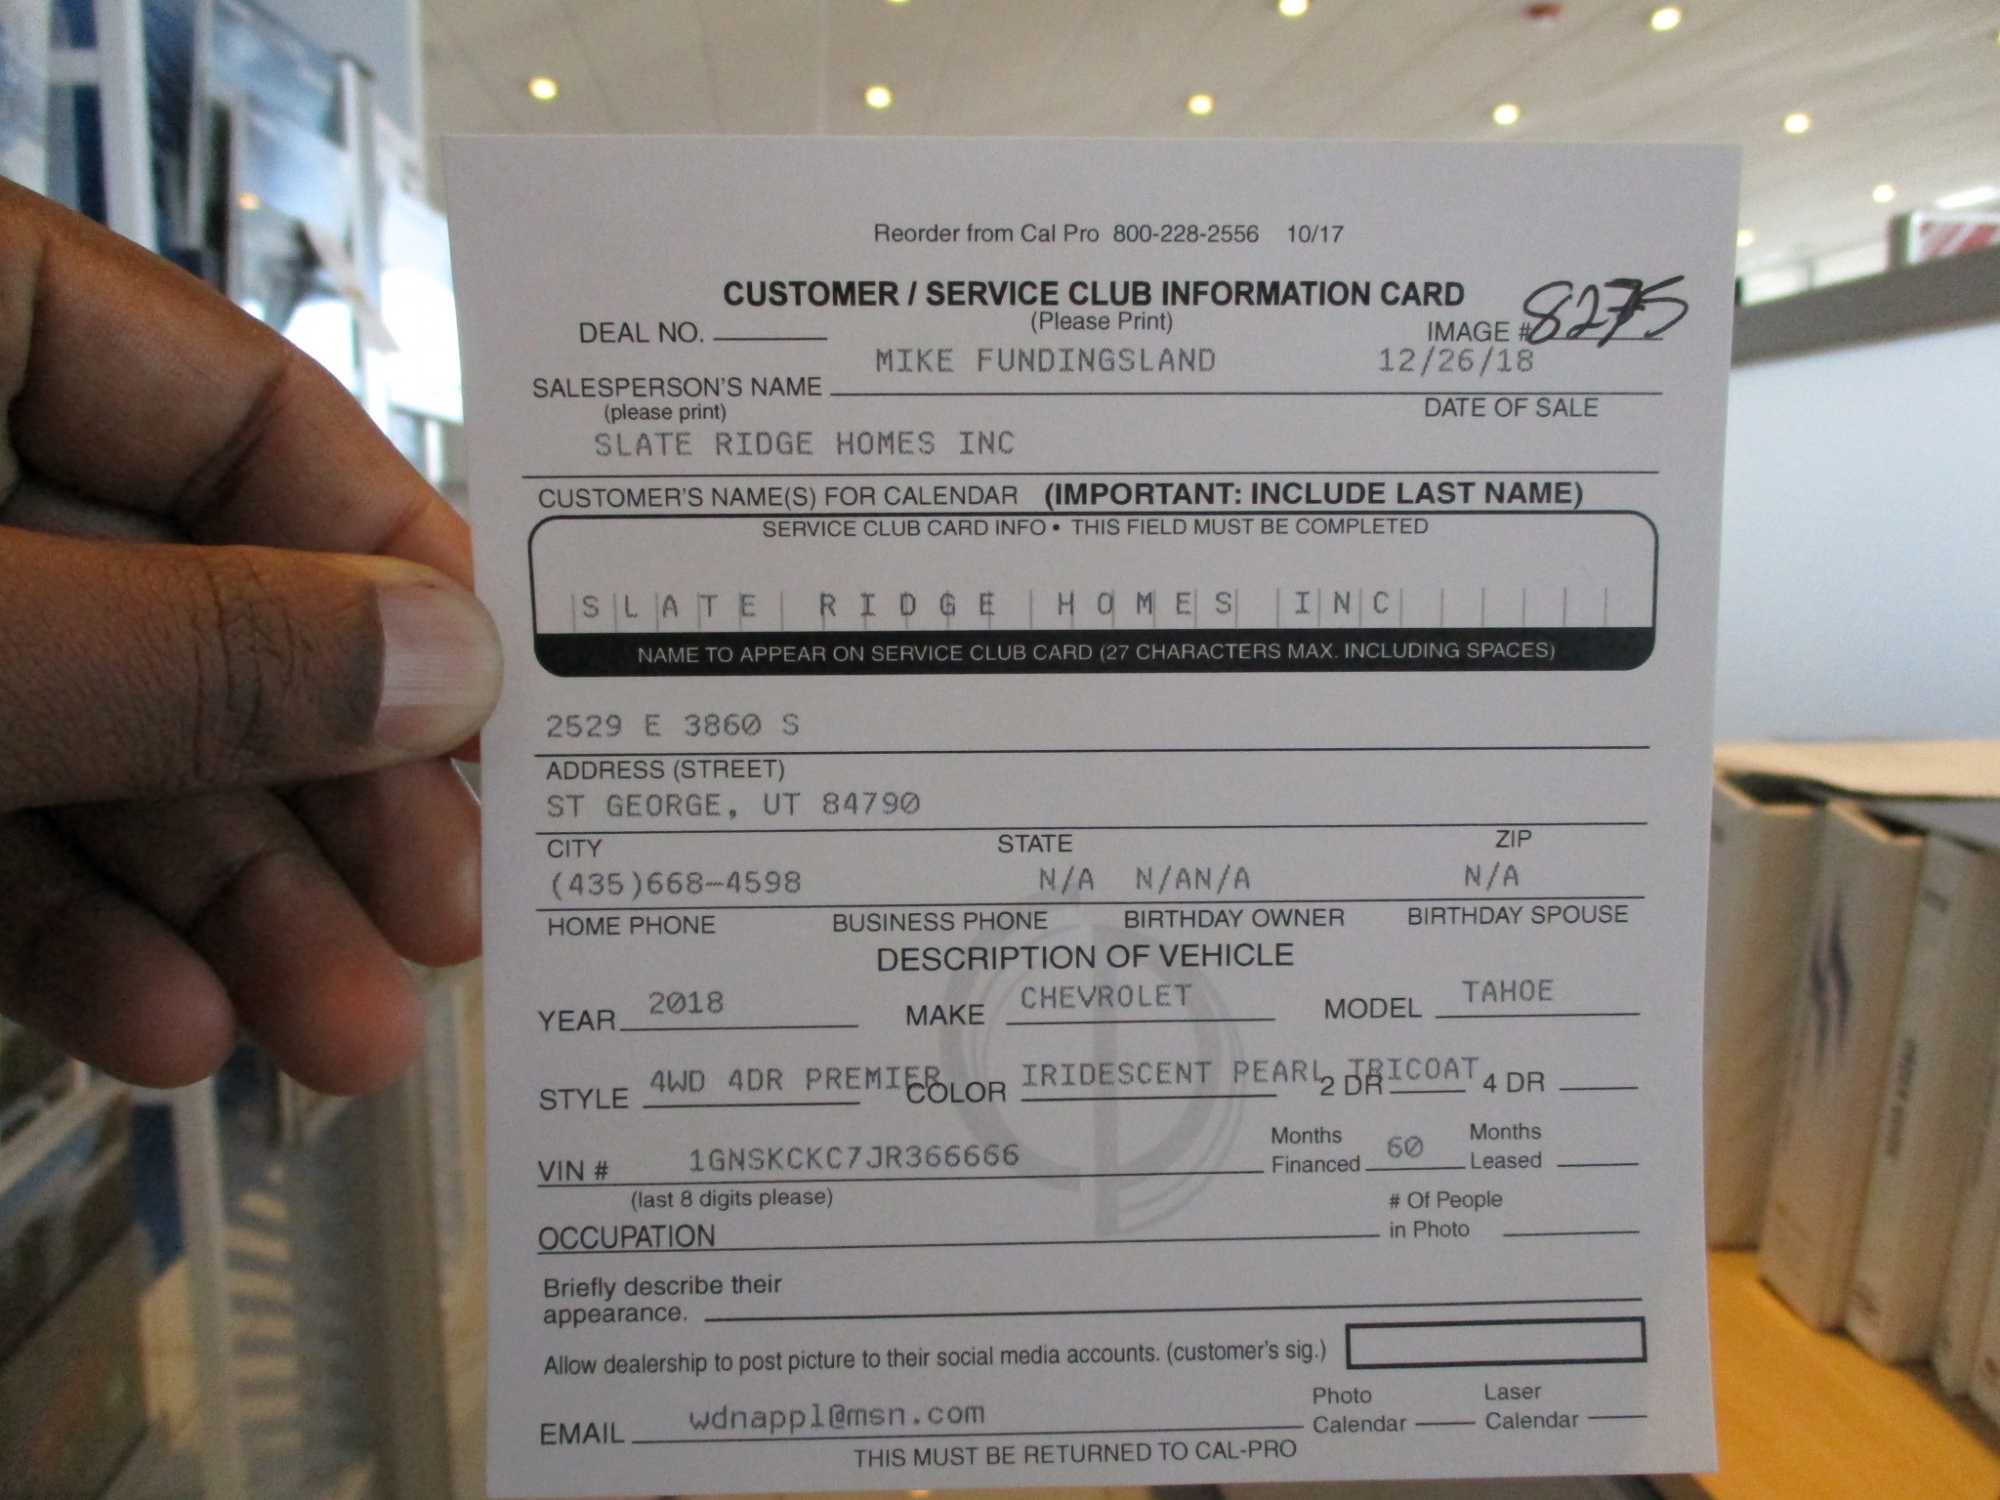 Reorder from Cal Pro 800-228-2556 10/17
CUSTOMER / SERVICE CLUB INFORMATION CARD
(Please Print)
DEAL NO. IMAGE # 8275
MIKE FUNDINGSLAND 12/26/18
SALESPERSON'S NAME
(please print) DATE OF SALE
SLATE RIDGE HOMES INC
CUSTOMER'S NAME(S) FOR CALENDAR (IMPORTANT: INCLUDE LAST NAME)
SERVICE CLUB CARD INFO • THIS FIELD MUST BE COMPLETED
SLATE RIDGE HOMES INC
NAME TO APPEAR ON SERVICE CLUB CARD (27 CHARACTERS MAX. INCLUDING SPACES)
2529 E 3860 S
ADDRESS (STREET)
ST GEORGE, UT 84790
CITY STATE ZIP
(435)668-4598 N/A N/AN/A N/A
HOME PHONE BUSINESS PHONE BIRTHDAY OWNER BIRTHDAY SPOUSE
DESCRIPTION OF VEHICLE
YEAR 2018 MAKE CHEVROLET MODEL TAHOE
STYLE 4WD 4DR PREMIER COLOR IRIDESCENT PEARL TRICOAT 2 DR 4 DR
VIN # 1GNSKCKC7JR366666 Months Financed 60 Months Leased
(last 8 digits please) # Of People
OCCUPATION in Photo
Briefly describe their
appearance.
Allow dealership to post picture to their social media accounts. (customer's sig.)
EMAIL wdnappl@msn.com Photo Calendar Laser Calendar
THIS MUST BE RETURNED TO CAL-PRO